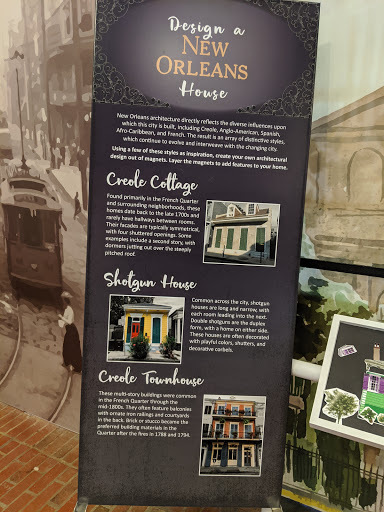 Design a
NEW
ORLEANS
House
New Orleans architecture directly reflects the diverse influences upon
which this city is built, including Creole, Anglo-American, Spanish,
Afro-Caribbean, and French. The result is an array of distinctive styles,
which continue to evolve and interweave with the changing city.
Using a few of these styles as inspiration, create your own architectural
design out of magnets. Layer the magnets to add features to your home.
Creole Cottage
Found primarily in the French Quarter
and surrounding neighborhoods, these
homes date back to the late 1700s and
rarely have hallways between rooms.
Their facades are typically symmetrical,
with four shuttered openings. Some
examples include a second story, with
dormers jutting out over the steeply
pitched roof.
Shotgun House
Common across the city, shotgun
houses are long and narrow, with
each room leading into the next.
Double shotguns are the duplex
form, with a home on either side.
These houses are often decorated
with playful colors, shutters, and
decorative corbels.
Creole Townhouse
These multi-story buildings were common
in the French Quarter through the
mid-1800s. They often feature balconies
with ornate iron railings and courtyards
in the back. Brick or stucco became the
preferred building materials in the
Quarter after the fires in 1788 and 1794.